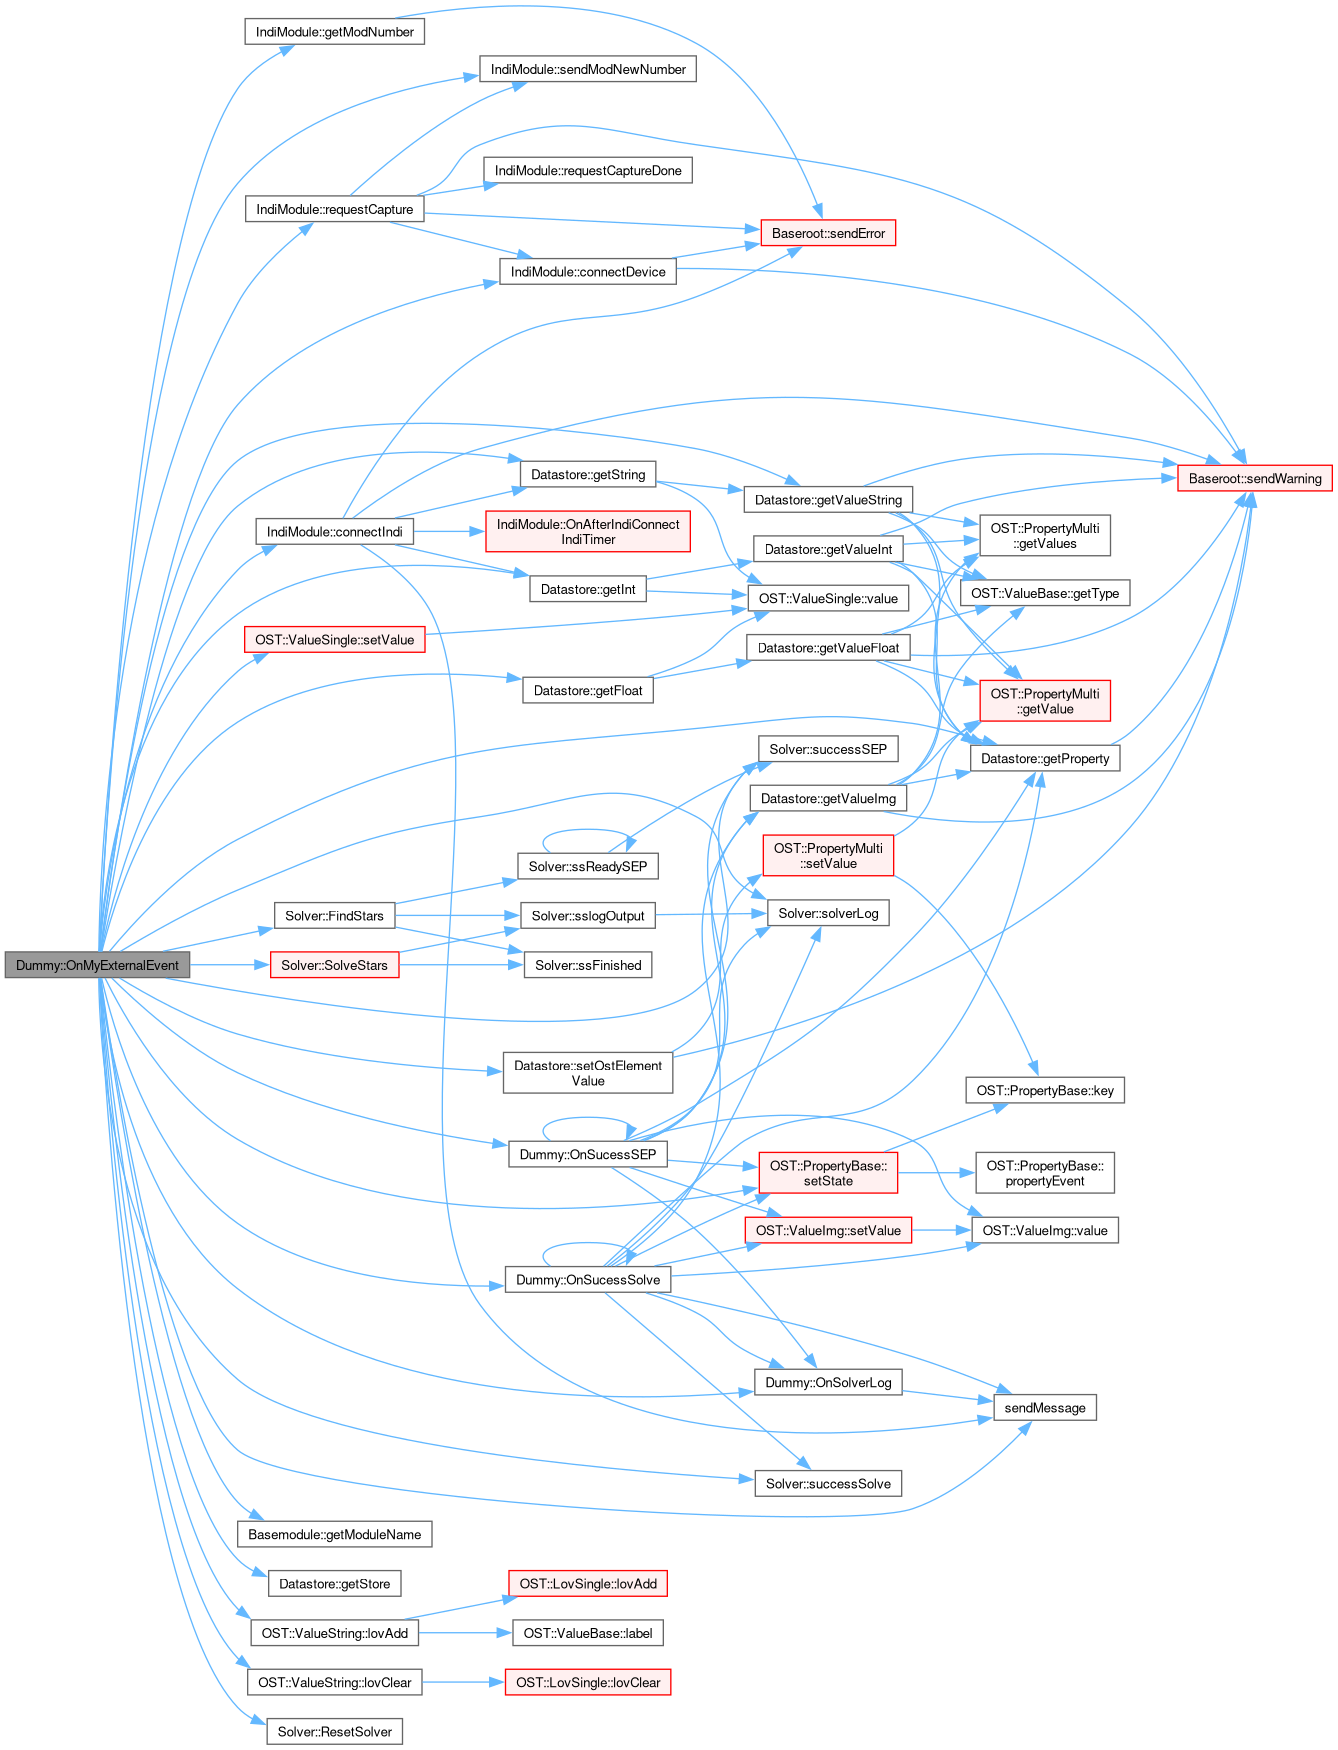 IndiModule::getModNumber
IndiModule::sendModNewNumber
IndiModule::requestCaptureDone
IndiModule::requestCapture
Baseroot::sendError
IndiModule::connectDevice
Datastore::getString
Baseroot::sendWarning
Datastore::getValueString
IndiModule::connectIndi
IndiModule::OnAfterIndiConnect
IndiTimer
OST::PropertyMulti
::getValues
Datastore::getValueInt
Datastore::getInt
OST::ValueSingle::value
OST::ValueBase::getType
OST::ValueSingle::setValue
Datastore::getValueFloat
Datastore::getFloat
OST::PropertyMulti
::getValue
Solver::successSEP
Datastore::getProperty
Datastore::getValueImg
OST::PropertyMulti
::setValue
Solver::ssReadySEP
Solver::FindStars
Solver::sslogOutput
Solver::solverLog
Dummy::OnMyExternalEvent
Solver::SolveStars
Solver::ssFinished
Datastore::setOstElement
Value
OST::PropertyBase::key
Dummy::OnSucessSEP
OST::PropertyBase::
setState
OST::PropertyBase::
propertyEvent
OST::ValueImg::setValue
OST::ValueImg::value
Dummy::OnSucessSolve
Dummy::OnSolverLog
sendMessage
Solver::successSolve
Basemodule::getModuleName
Datastore::getStore
OST::LovSingle::lovAdd
OST::ValueString::lovAdd
OST::ValueBase::label
OST::ValueString::lovClear
OST::LovSingle::lovClear
Solver::ResetSolver